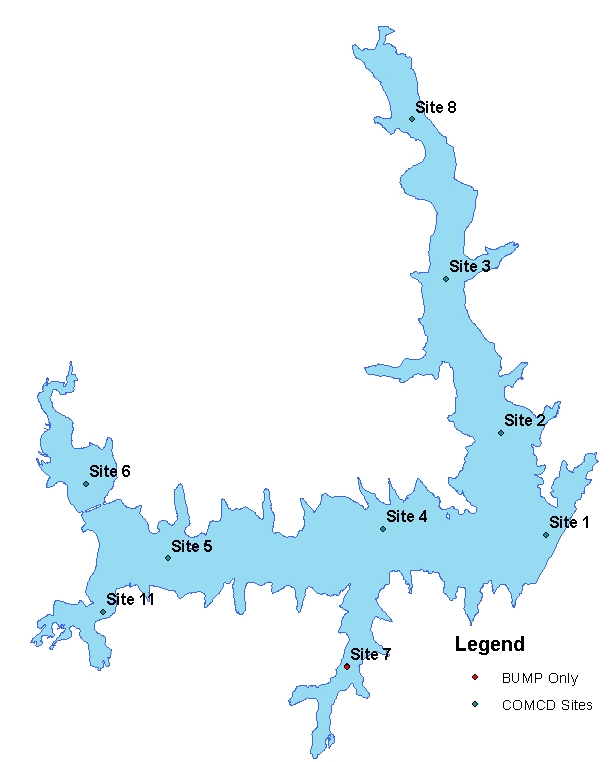 Site 8
Site 3
Site 2
Site 6
Site 4
Site 1
Site 5
Site 11
Site 7
Legend
BUMP Only
COMCD Sites